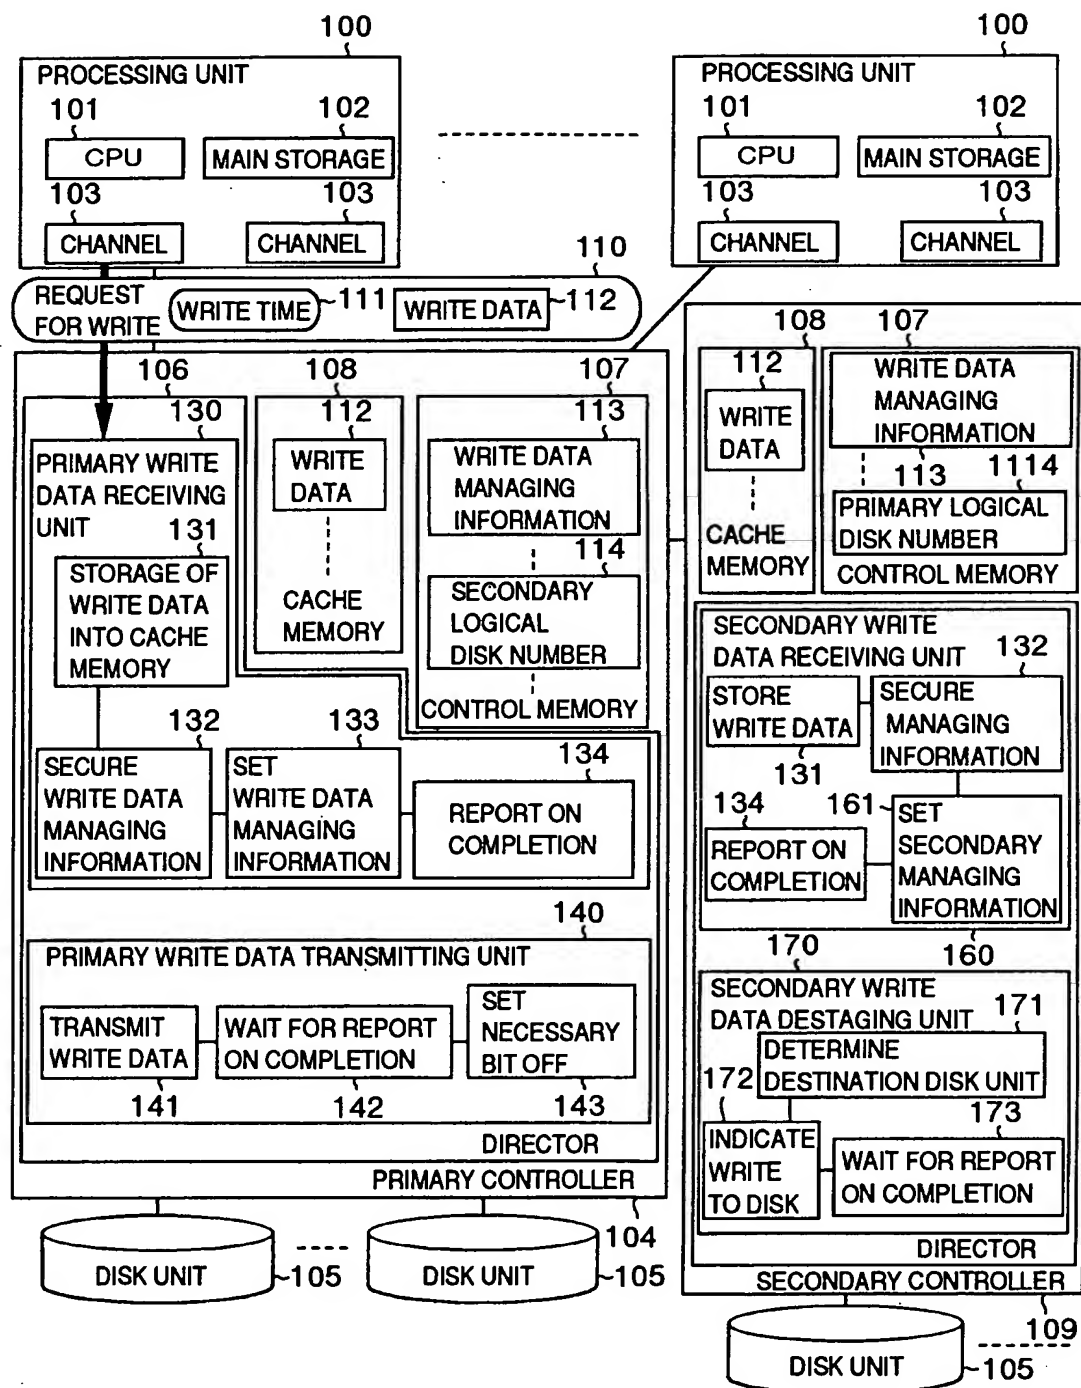 100
PROCESSING UNIT
101
102
CPU
MAIN STORAGE
103
103
CHANNEL
CHANNEL
100
PROCESSING UNIT
101
102
CPU
MAIN STORAGE
103
103
CHANNEL
CHANNEL
110
REQUEST
FOR WRITE
WRITE TIME
111
WRITE DATA
112
106
108
107
130
112
113
PRIMARY WRITE
DATA RECEIVING
UNIT
131
STORAGE OF
WRITE DATA
INTO CACHE
MEMORY
WRITE
DATA
CACHE
MEMORY
WRITE DATA
MANAGING
INFORMATION
114
SECONDARY
LOGICAL
DISK NUMBER
CONTROL MEMORY
132
133
134
SECURE
WRITE DATA
MANAGING
INFORMATION
SET
WRITE DATA
MANAGING
INFORMATION
REPORT ON
COMPLETION
140
PRIMARY WRITE DATA TRANSMITTING UNIT
TRANSMIT
WRITE DATA
WAIT FOR REPORT
ON COMPLETION
SET
NECESSARY
BIT OFF
141
142
143
DIRECTOR
PRIMARY CONTROLLER
104
DISK UNIT
105
DISK UNIT
105
108
107
112
WRITE
DATA
CACHE
MEMORY
WRITE DATA
MANAGING
INFORMATION
113
1114
PRIMARY LOGICAL
DISK NUMBER
CONTROL MEMORY
SECONDARY WRITE
DATA RECEIVING UNIT
132
STORE
WRITE DATA
131
SECURE
MANAGING
INFORMATION
134
161
REPORT ON
COMPLETION
SET
SECONDARY
MANAGING
INFORMATION
170
160
SECONDARY WRITE
DATA DESTAGING UNIT
171
DETERMINE
DESTINATION DISK UNIT
172
173
INDICATE
WRITE
TO DISK
WAIT FOR REPORT
ON COMPLETION
DIRECTOR
SECONDARY CONTROLLER
109
DISK UNIT
105